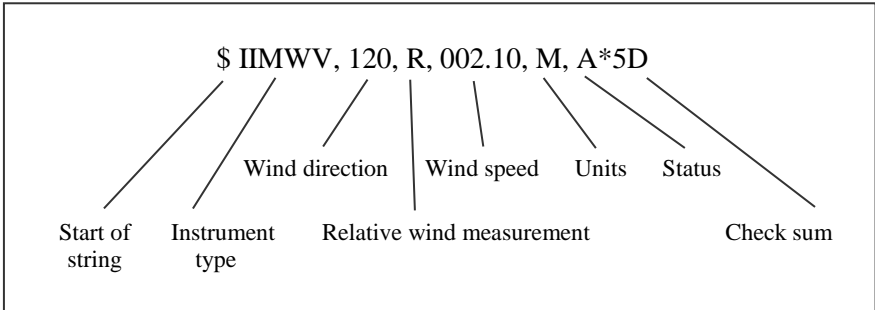 $ IIMWV, 120, R, 002.10, M, A*5D
Wind direction Wind speed Units Status
Start of Instrument Relative wind measurement Check sum
string type